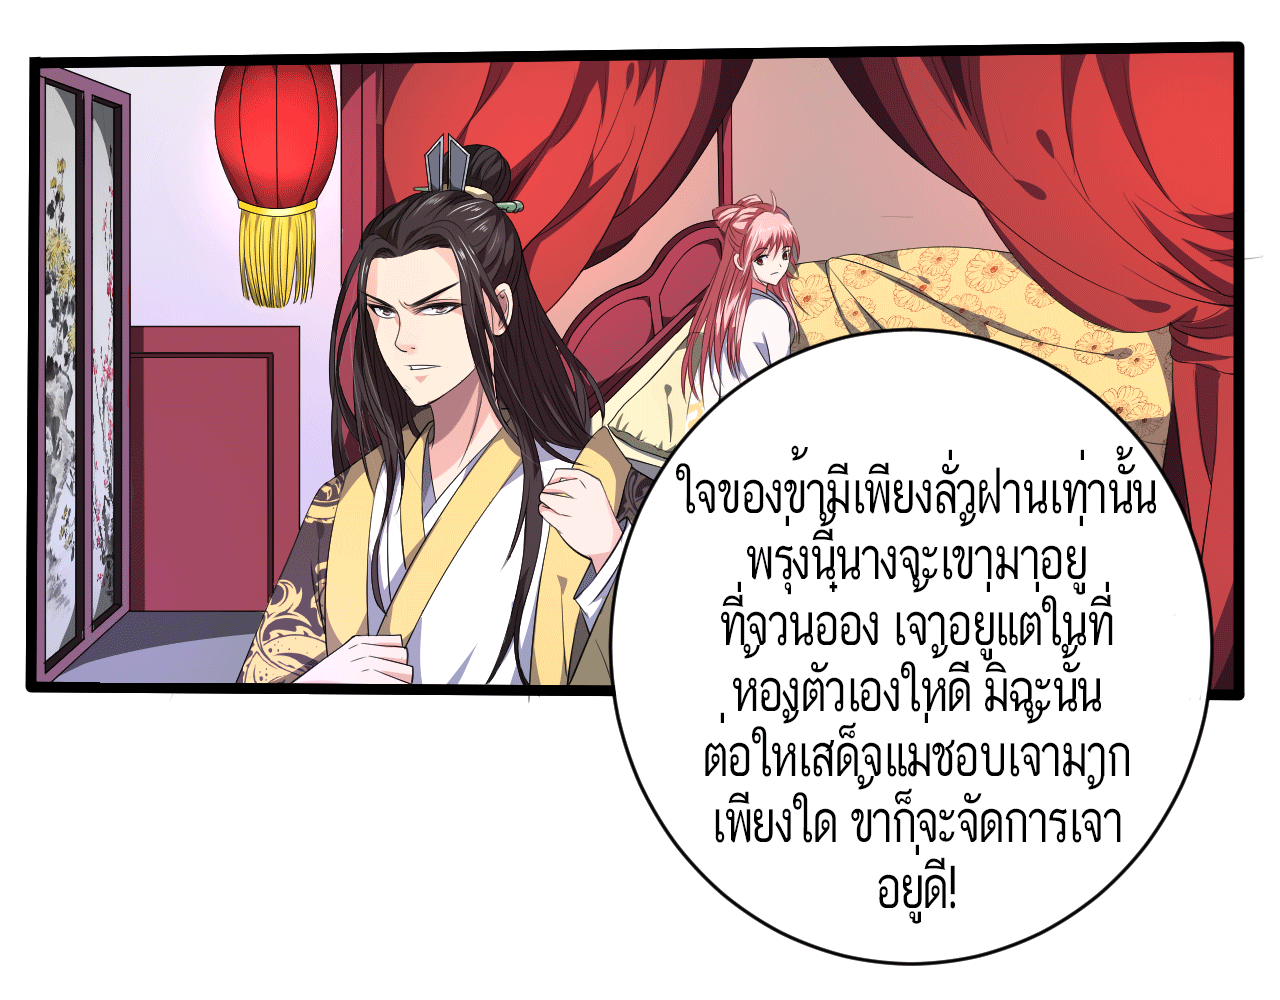 ใจของข้ามีเพียงลั่วฝานเท่านั้น
พรุ่งนี้นางจะเข้ามาอยู่
ที่จวนอ๋อง เจ้าอยู่แต่ในที่
ห้องตัวเองให้ดี มิฉะนั้น
ต่อให้เสด็จแม่ชอบเจ้ามาก
เพียงใด ข้าก็จะจัดการเจ้า
อยู่ดี!